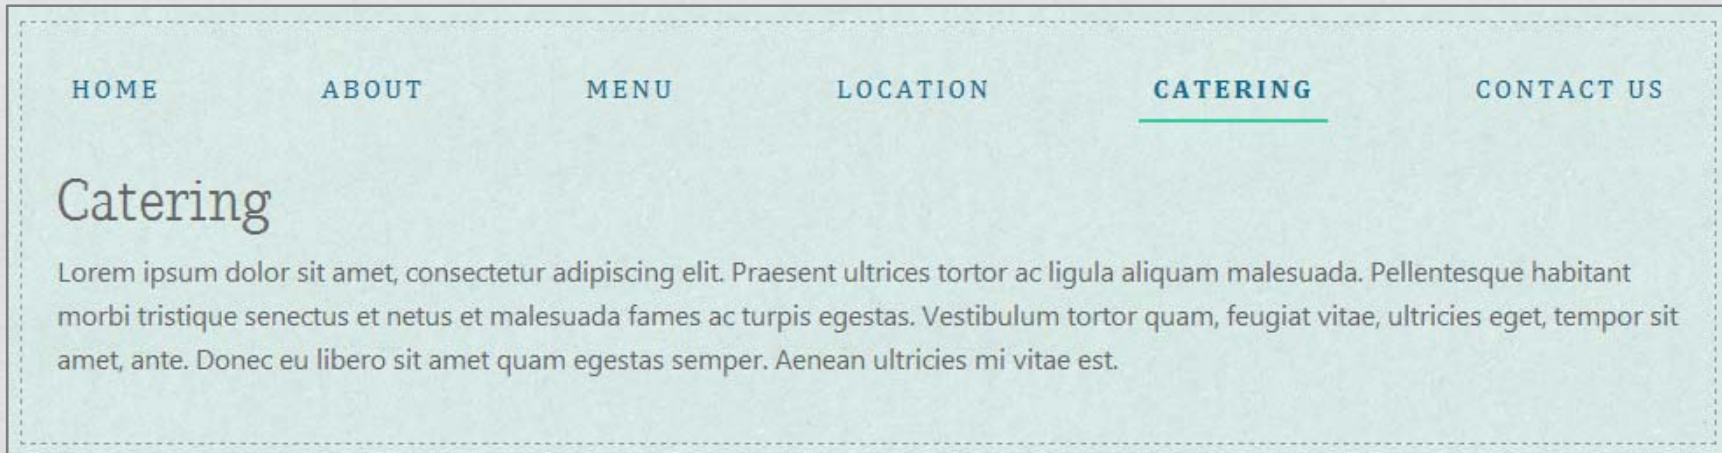 HOME ABOUT MENU LOCATION CATERING CONTACT US
Catering
Lorem ipsum dolor sit amet, consectetur adipiscing elit. Praesent ultrices tortor ac ligula aliquam malesuada. Pellentesque habitant
morbi tristique senectus et netus et malesuada fames ac turpis egestas. Vestibulum tortor quam, feugiat vitae, ultricies eget, tempor sit
amet, ante. Donec eu libero sit amet quam egestas semper. Aenean ultricies mi vitae est.